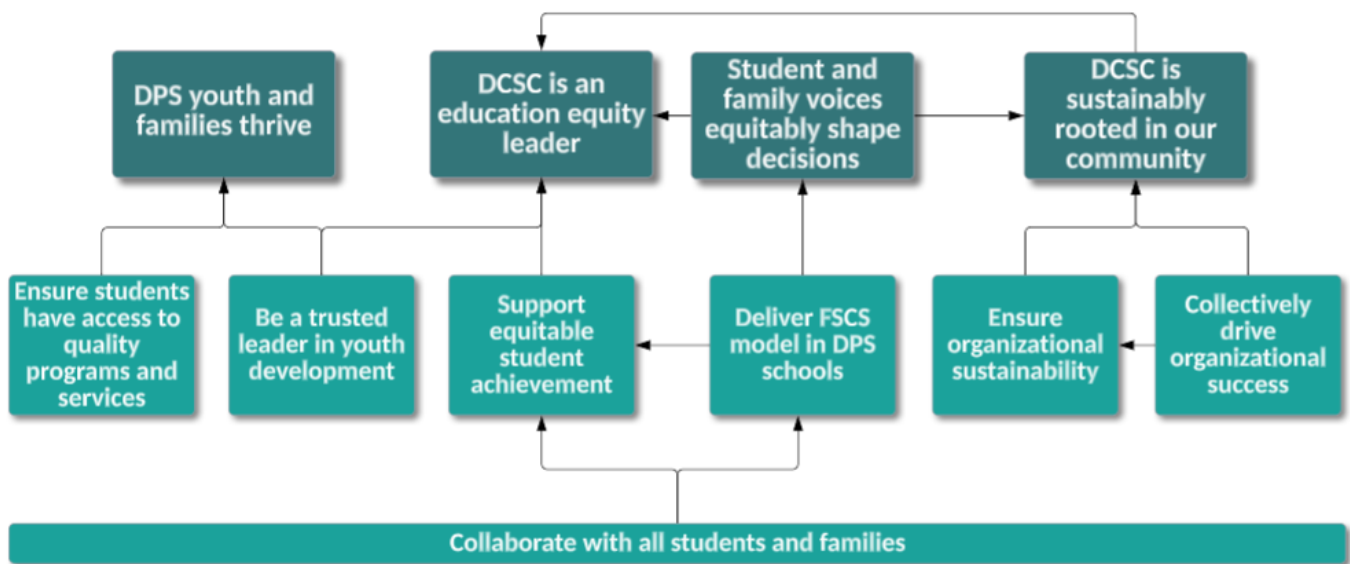 DPS youth and
families thrive
DCSC is an
education equity
leader
Student and
family voices
equitably shape
decisions
DCSC is
sustainably
rooted in our
community
Ensure students
have access to
quality
programs and
services
Be a trusted
leader in youth
development
Support
equitable
student
achievement
Deliver FSCS
model in DPS
schools
Ensure
organizational
sustainability
Collectively
drive
organizational
success
Collaborate with all students and families